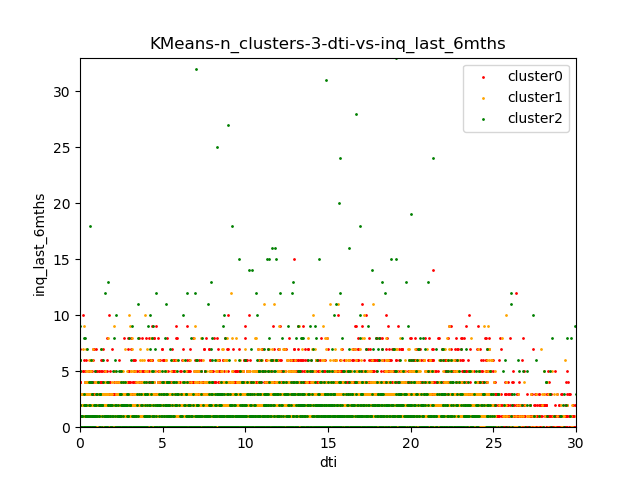 KMeans-n_clusters-3-dti-vs-inq_last_6mths
cluster0
cluster1
cluster2
30
25
20
15
10
5
0
inq_last_6mths
0 5 10 15 20 25 30
dti